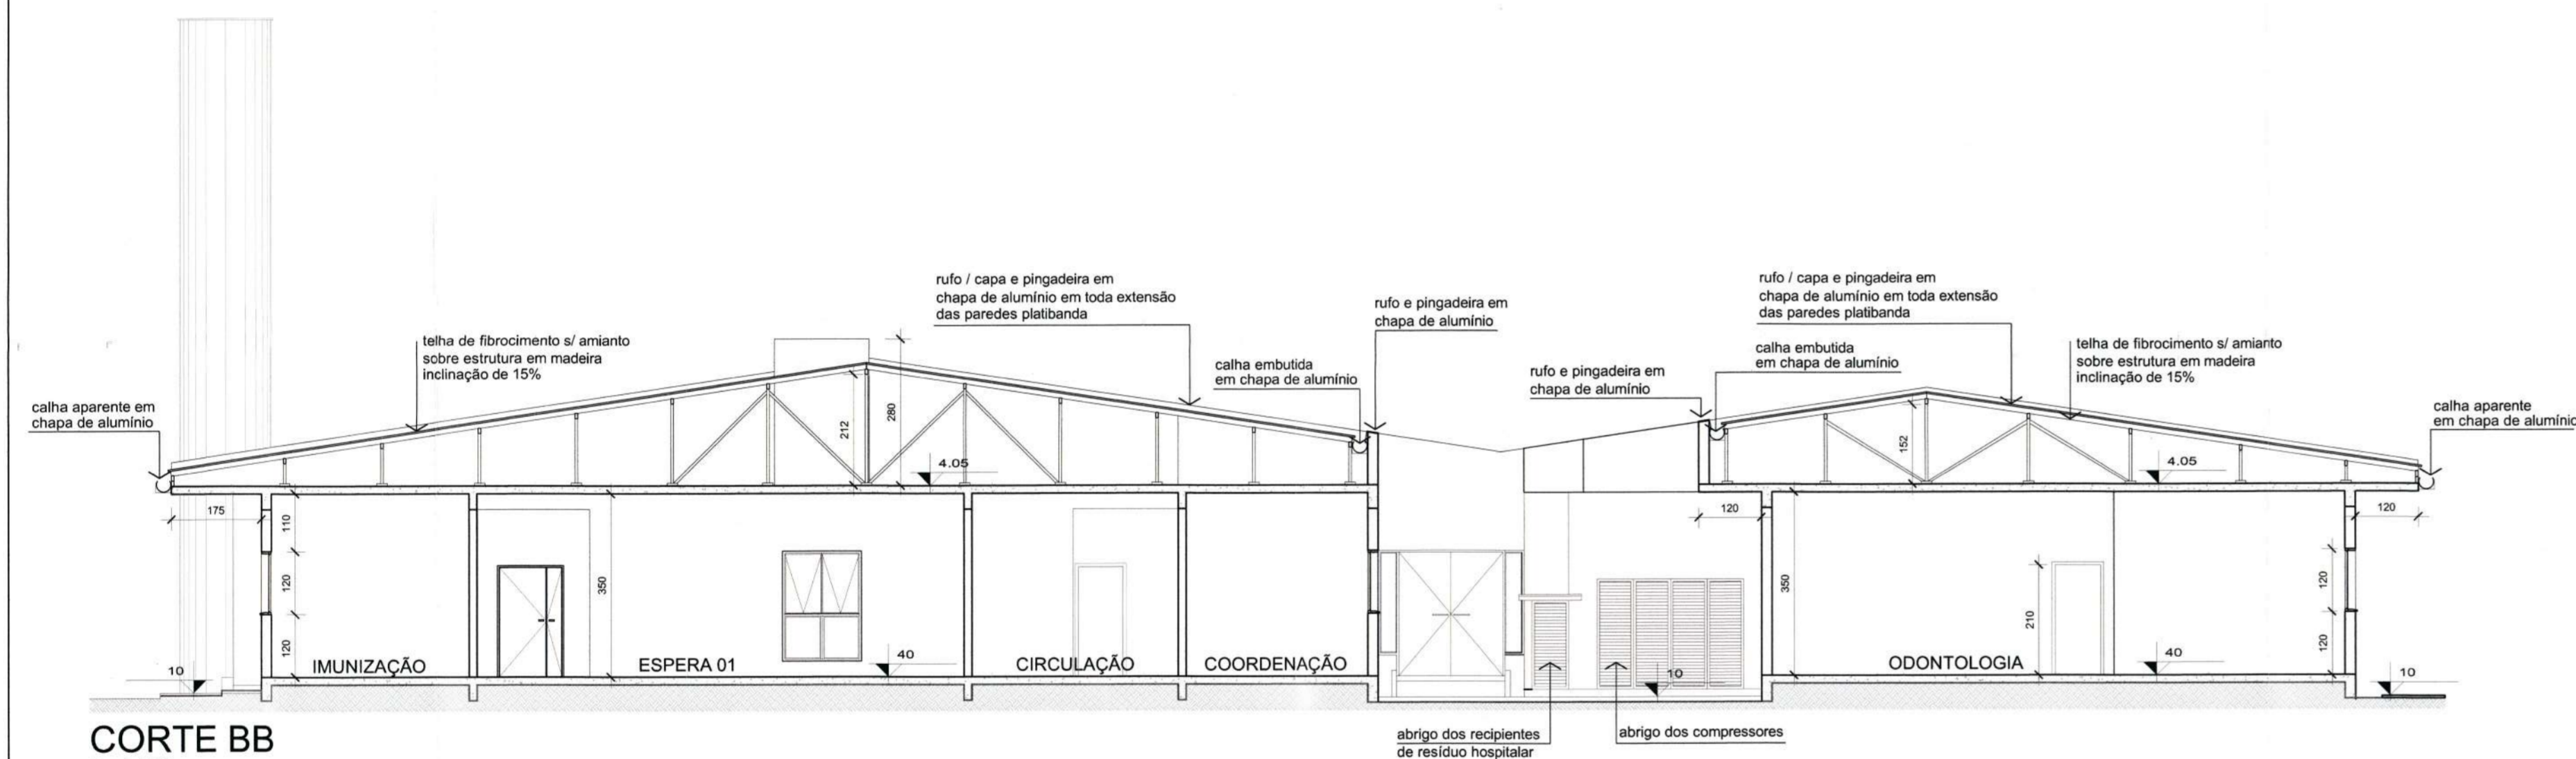 rufo / capa e pingadeira em
chapa de alumínio em toda extensão
das paredes platibanda
rufo e pingadeira em
chapa de alumínio
rufo / capa e pingadeira em
chapa de alumínio em toda extensão
das paredes platibanda
telha de fibrocimento s/ amianto
sobre estrutura em madeira
inclinação de 15%
calha embutida
em chapa de alumínio
rufo e pingadeira em
chapa de alumínio
calha embutida
em chapa de alumínio
telha de fibrocimento s/ amianto
sobre estrutura em madeira
inclinação de 15%
calha aparente em
chapa de alumínio
calha aparente
em chapa de alumínio
212
280
152
4.05
4.05
175
110
120
120
350
120
350
210
120
120
120
10
IMUNIZAÇÃO
ESPERA 01
40
CIRCULAÇÃO
COORDENAÇÃO
10
ODONTOLOGIA
40
10
abrigo dos recipientes
de resíduo hospitalar
abrigo dos compressores
CORTE BB